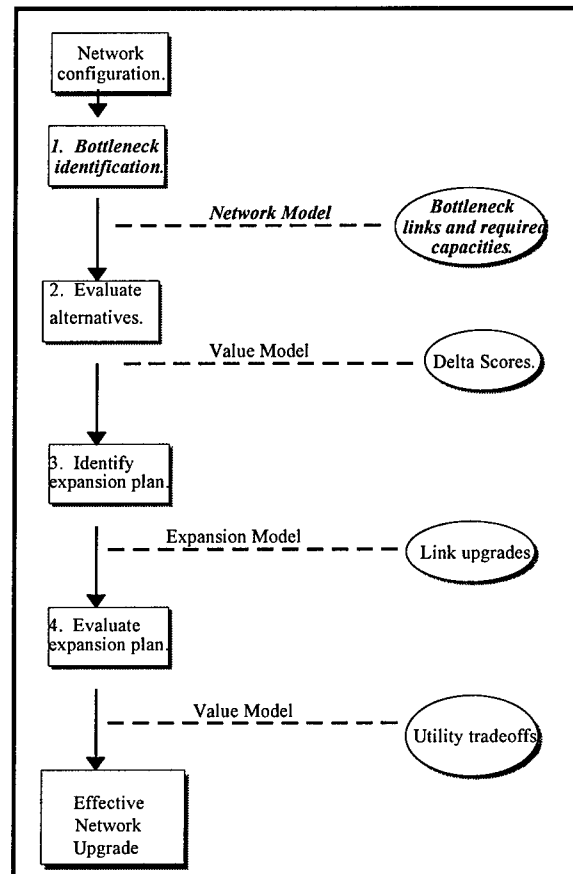 Network
configuration.
1. Bottleneck
identification.
Network Model
Bottleneck
links and required
capacities.
2. Evaluate
alternatives.
Value Model
Delta Scores.
3. Identify
expansion plan.
Expansion Model
Link upgrades
4. Evaluate
expansion plan.
Value Model
Utility tradeoffs
Effective
Network
Upgrade